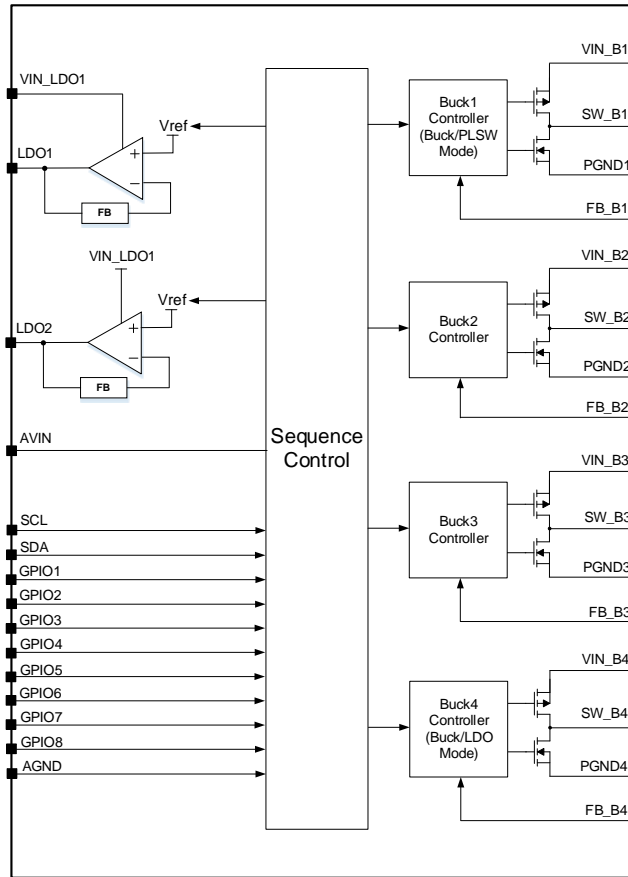 VIN_LDO1
LDO1
Vref
+
−
FB
VIN_LDO1
LDO2
Vref
+
−
FB
AVIN
SCL
SDA
GPIO1
GPIO2
GPIO3
GPIO4
GPIO5
GPIO6
GPIO7
GPIO8
AGND
Sequence
Control
Buck1
Controller
(Buck/PLSW
Mode)
VIN_B1
SW_B1
PGND1
FB_B1
Buck2
Controller
VIN_B2
SW_B2
PGND2
FB_B2
Buck3
Controller
VIN_B3
SW_B3
PGND3
FB_B3
Buck4
Controller
(Buck/LDO
Mode)
VIN_B4
SW_B4
PGND4
FB_B4